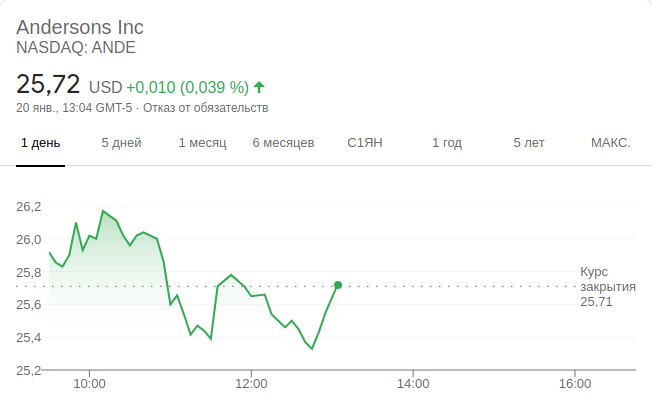 Andersons Inc
NASDAQ: ANDE
25,72 USD +0,010 (0,039 %)
20 янв., 13:04 GMT-5 · Отказ от обязательств
1 день 5 дней 1 месяц 6 месяцев С1ЯН 1 год 5 лет МАКС.
26,2
26,0
25,8
25,6
25,4
25,2
Курс
закрытия
25,71
10:00 12:00 14:00 16:00